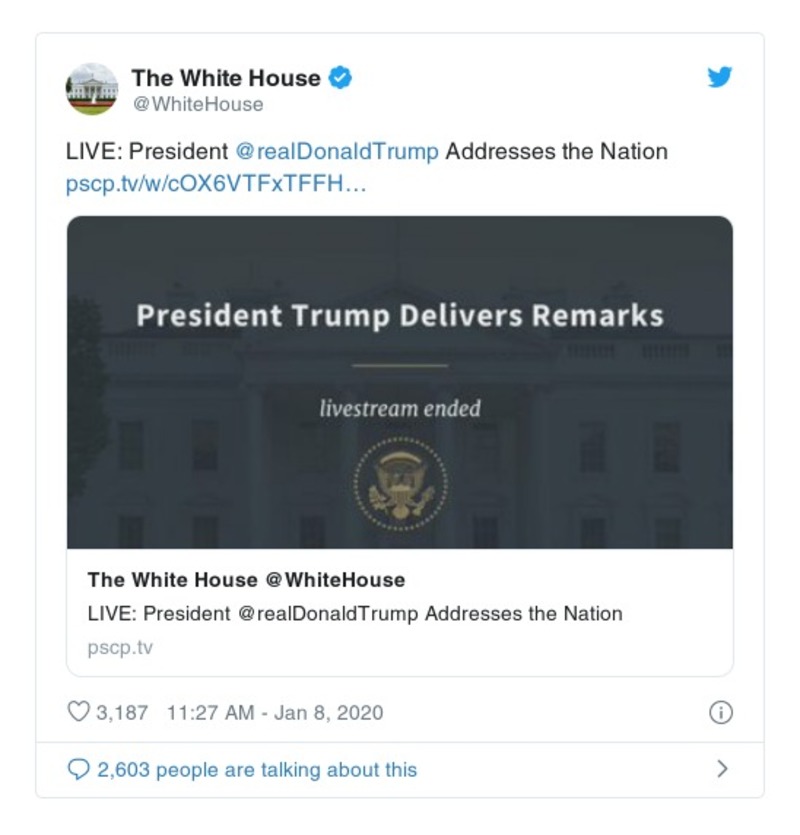 The White House
@WhiteHouse
LIVE: President @realDonaldTrump Addresses the Nation
pscp.tv/w/cOX6VTFxTFFH…
President Trump Delivers Remarks
livestream ended
The White House @WhiteHouse
LIVE: President @realDonaldTrump Addresses the Nation
pscp.tv
3,187 11:27 AM - Jan 8, 2020
2,603 people are talking about this